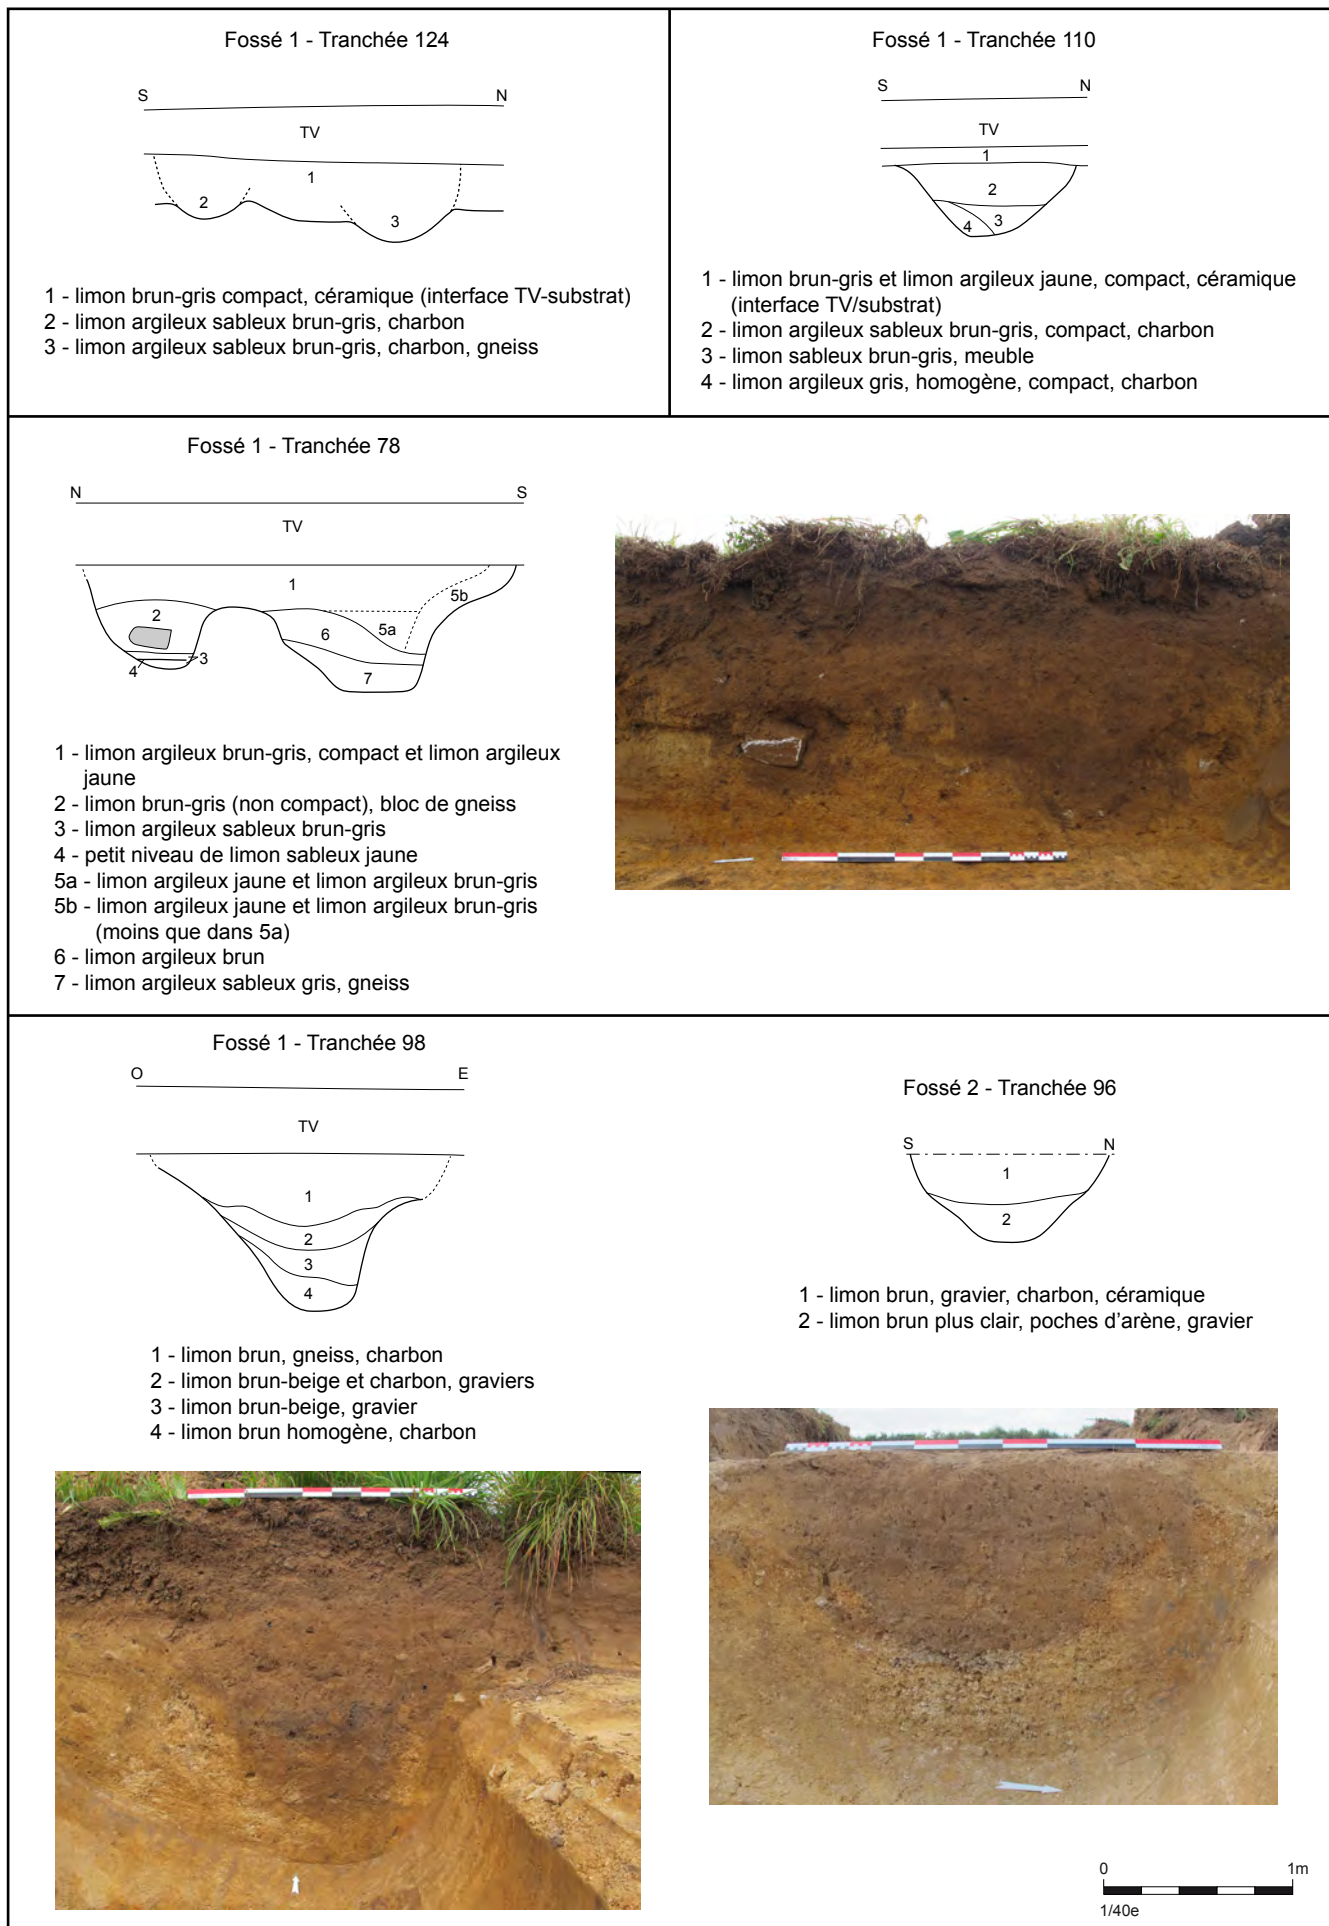 Fossé 1 - Tranchée 124
S
N
TV
1
2
3
1 - limon brun-gris compact, céramique (interface TV-substrat)
2 - limon argileux sableux brun-gris, charbon
3 - limon argileux sableux brun-gris, charbon, gneiss
Fossé 1 - Tranchée 110
S
N
TV
1
2
3
4
1 - limon brun-gris et limon argileux jaune, compact, céramique
(interface TV/substrat)
2 - limon argileux sableux brun-gris, compact, charbon
3 - limon sableux brun-gris, meuble
4 - limon argileux gris, homogène, compact, charbon
Fossé 1 - Tranchée 78
N
S
TV
1
5b
2
6
5a
3
4
7
1 - limon argileux brun-gris, compact et limon argileux
jaune
2 - limon brun-gris (non compact), bloc de gneiss
3 - limon argileux sableux brun-gris
4 - petit niveau de limon sableux jaune
5a - limon argileux jaune et limon argileux brun-gris
5b - limon argileux jaune et limon argileux brun-gris
(moins que dans 5a)
6 - limon argileux brun
7 - limon argileux sableux gris, gneiss
Fossé 1 - Tranchée 98
O
E
TV
1
2
3
4
1 - limon brun, gneiss, charbon
2 - limon brun-beige et charbon, graviers
3 - limon brun-beige, gravier
4 - limon brun homogène, charbon
Fossé 2 - Tranchée 96
S
N
1
2
1 - limon brun, gravier, charbon, céramique
2 - limon brun plus clair, poches d'arène, gravier
0
1m
1/40e